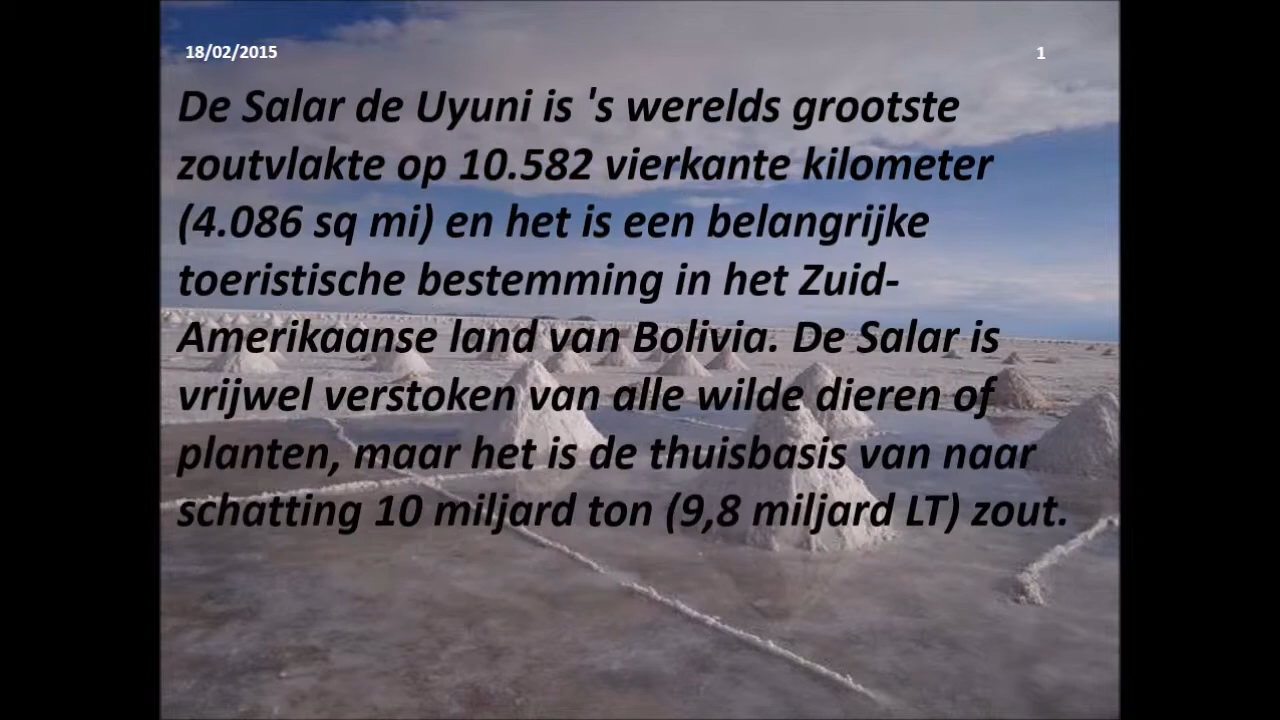 18/02/2015
1
De Salar de Uyuni is 's werelds grootste
zoutvlakte op 10.582 vierkante kilometer
(4.086 sq mi) en het is een belangrijke
toeristische bestemming in het Zuid-
Amerikaanse land van Bolivia. De Salar is
vrijwel verstoken van alle wilde dieren of
planten, maar het is de thuisbasis van naar
schatting 10 miljard ton (9,8 miljard LT) zout.